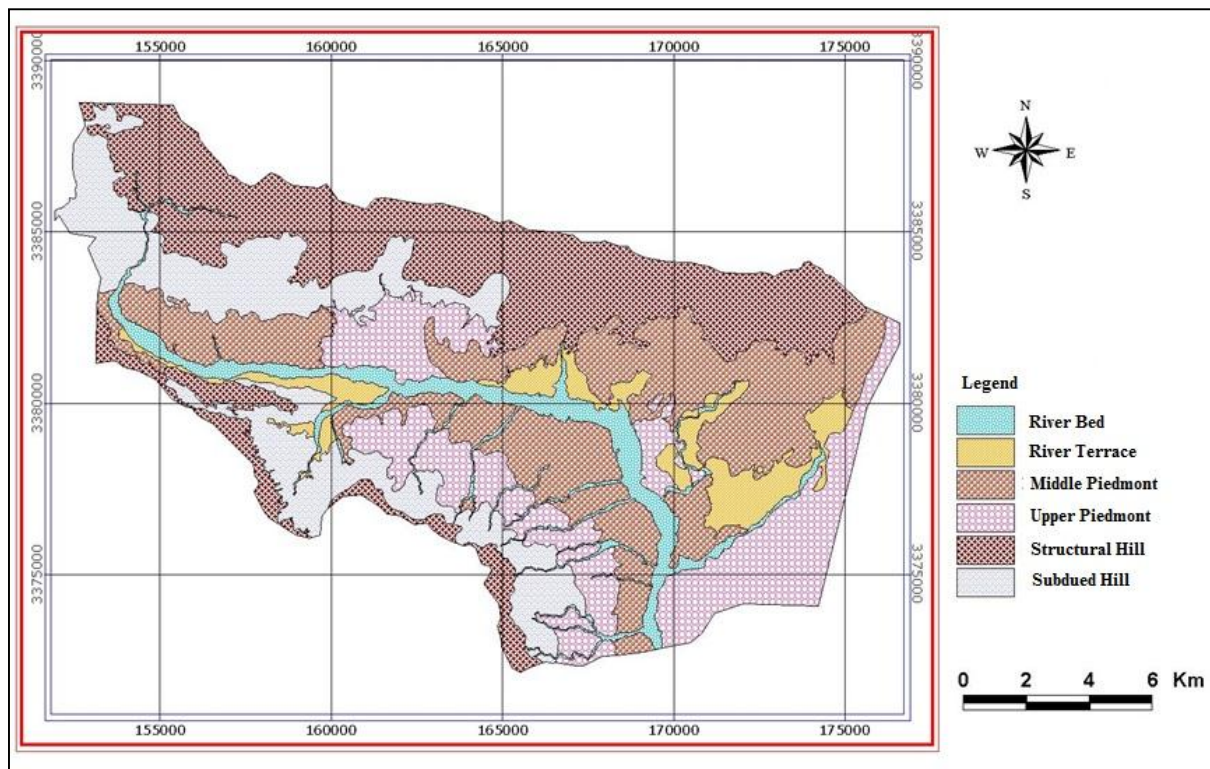 155000 160000 165000 170000 175000
3390000
3390000
3385000
3385000
3380000
3380000
3375000
3375000
155000 160000 165000 170000 175000
N
W E
S
Legend
River Bed
River Terrace
Middle Piedmont
Upper Piedmont
Structural Hill
Subdued Hill
0 2 4 6 Km